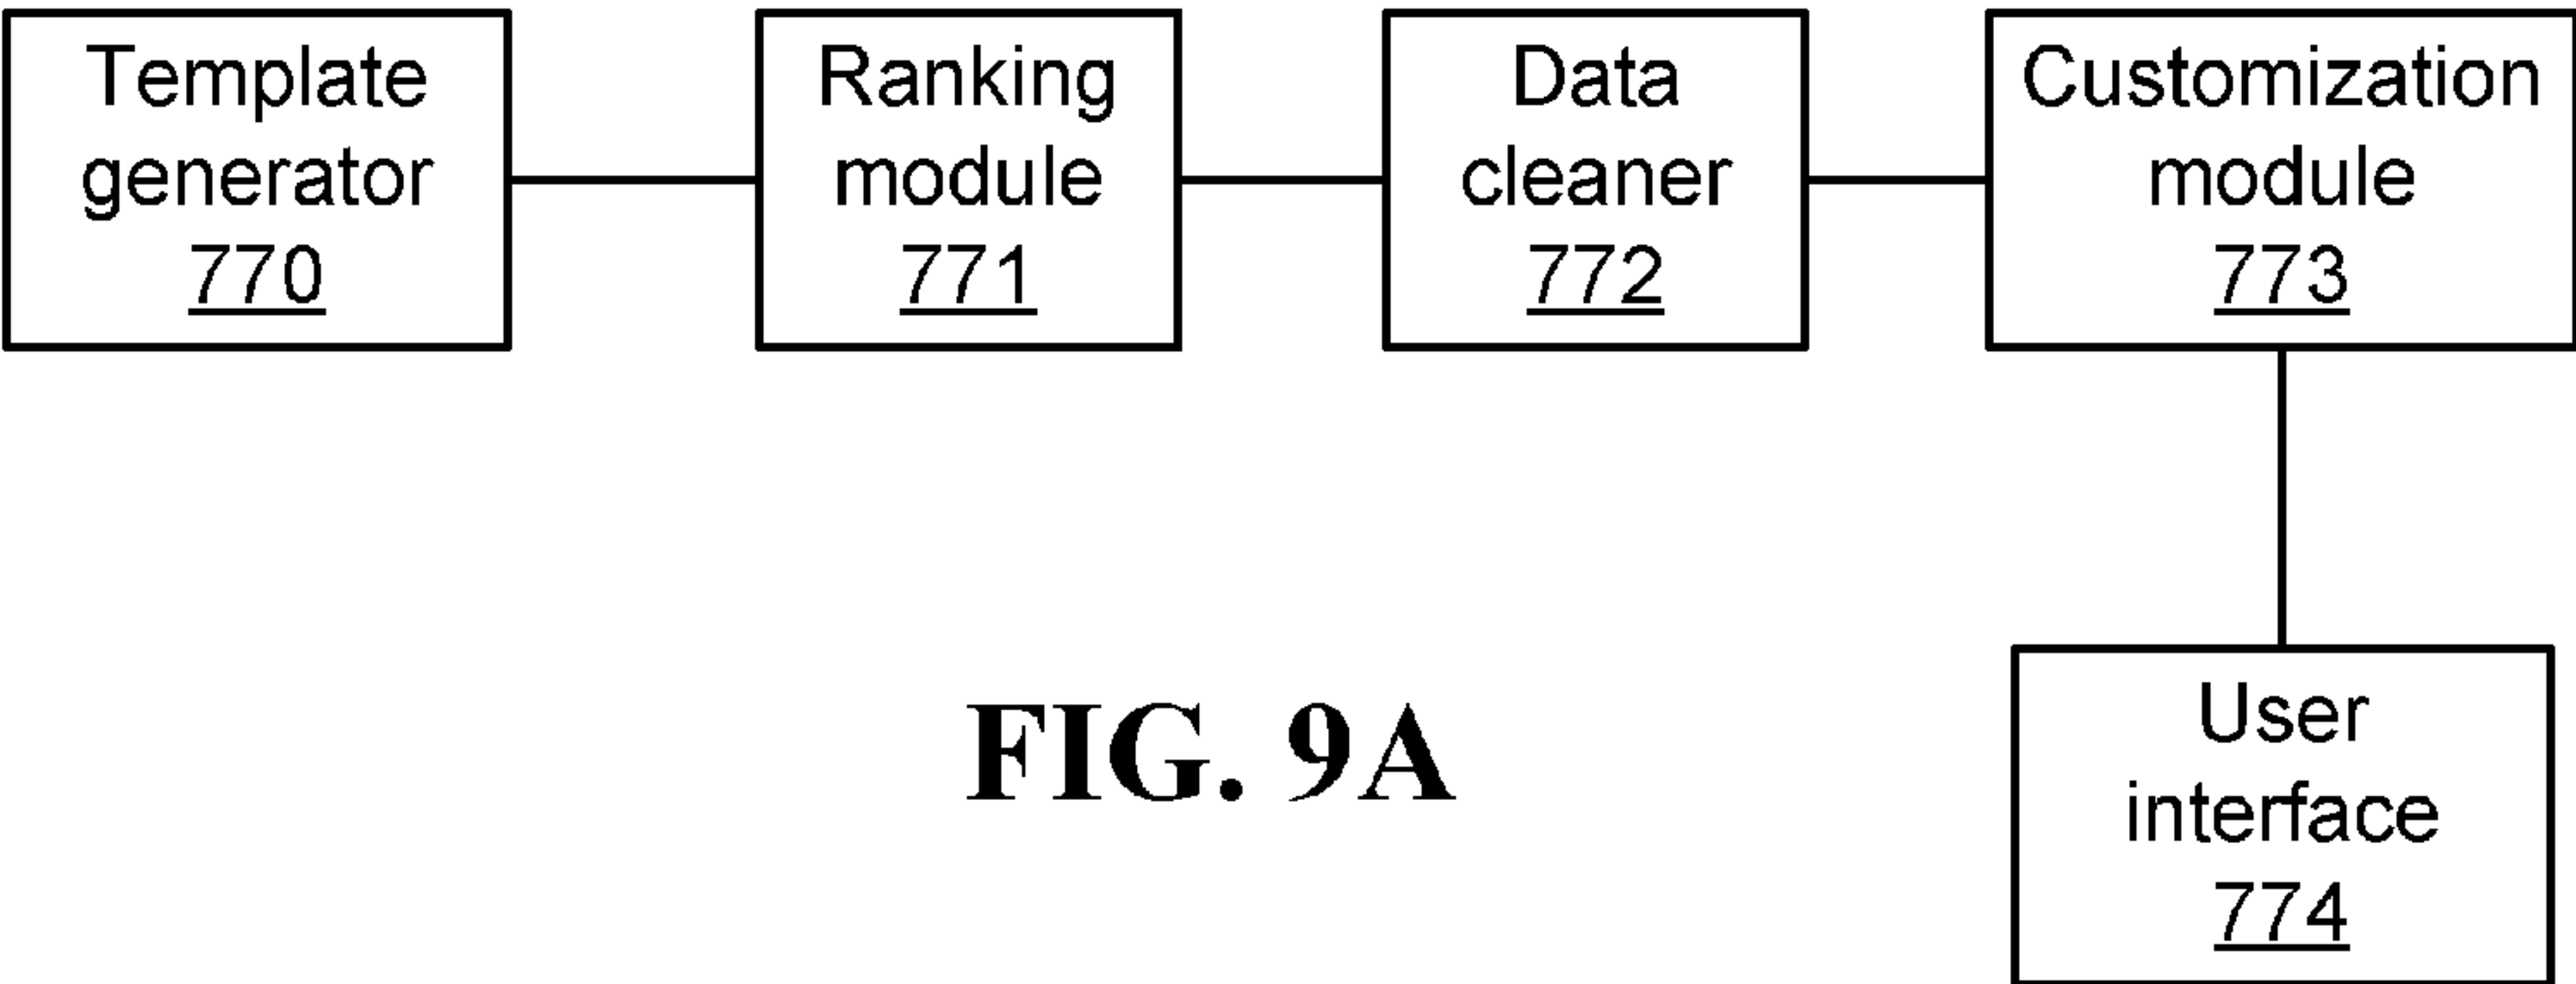 Template
generator
770
Ranking
module
771
Data
cleaner
772
Customization
module
773
User
interface
774
FIG. 9A